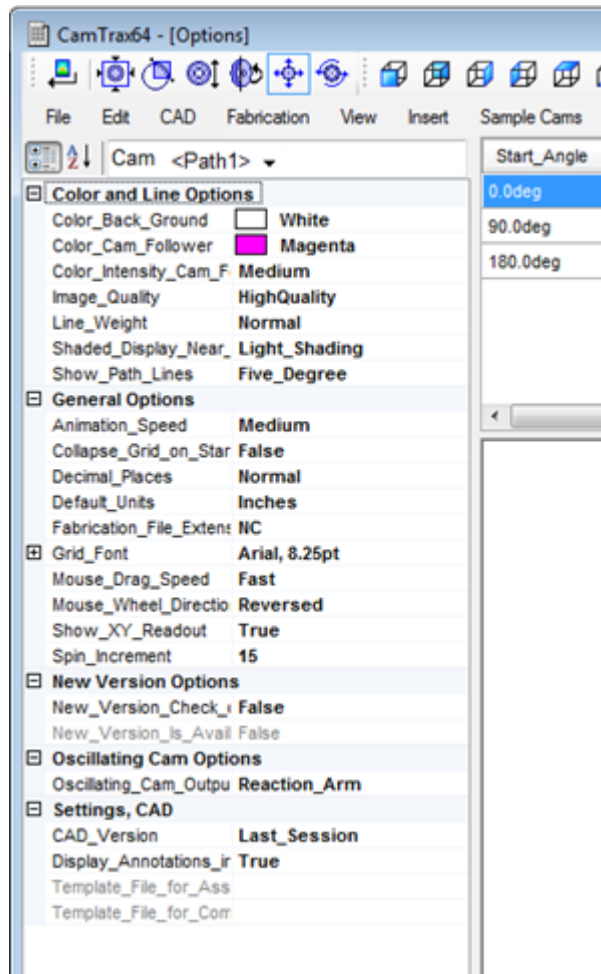 CamTrax64 - [Options]
File Edit CAD Fabrication View Insert Sample Cams
Cam <Path1>
Start_Angle
0.0deg
90.0deg
180.0deg
Color and Line Options
Color_Back_Ground White
Color_Cam_Follower Magenta
Color_Intensity_Cam_F Medium
Image_Quality HighQuality
Line_Weight Normal
Shaded_Display_Near_ Light_Shading
Show_Path_Lines Five_Degree
General Options
Animation_Speed Medium
Collapse_Grid_on_Star False
Decimal_Places Normal
Default_Units Inches
Fabrication_File_Extens NC
Grid_Font Arial, 8.25pt
Mouse_Drag_Speed Fast
Mouse_Wheel_Directio Reversed
Show_XY_Readout True
Spin_Increment 15
New Version Options
New_Version_Check_ False
New_Version_Is_Avail False
Oscillating Cam Options
Oscillating_Cam_Outpu Reaction_Arm
Settings, CAD
CAD_Version Last_Session
Display_Annotations_ir True
Template_File_for_Ass
Template_File_for_Com